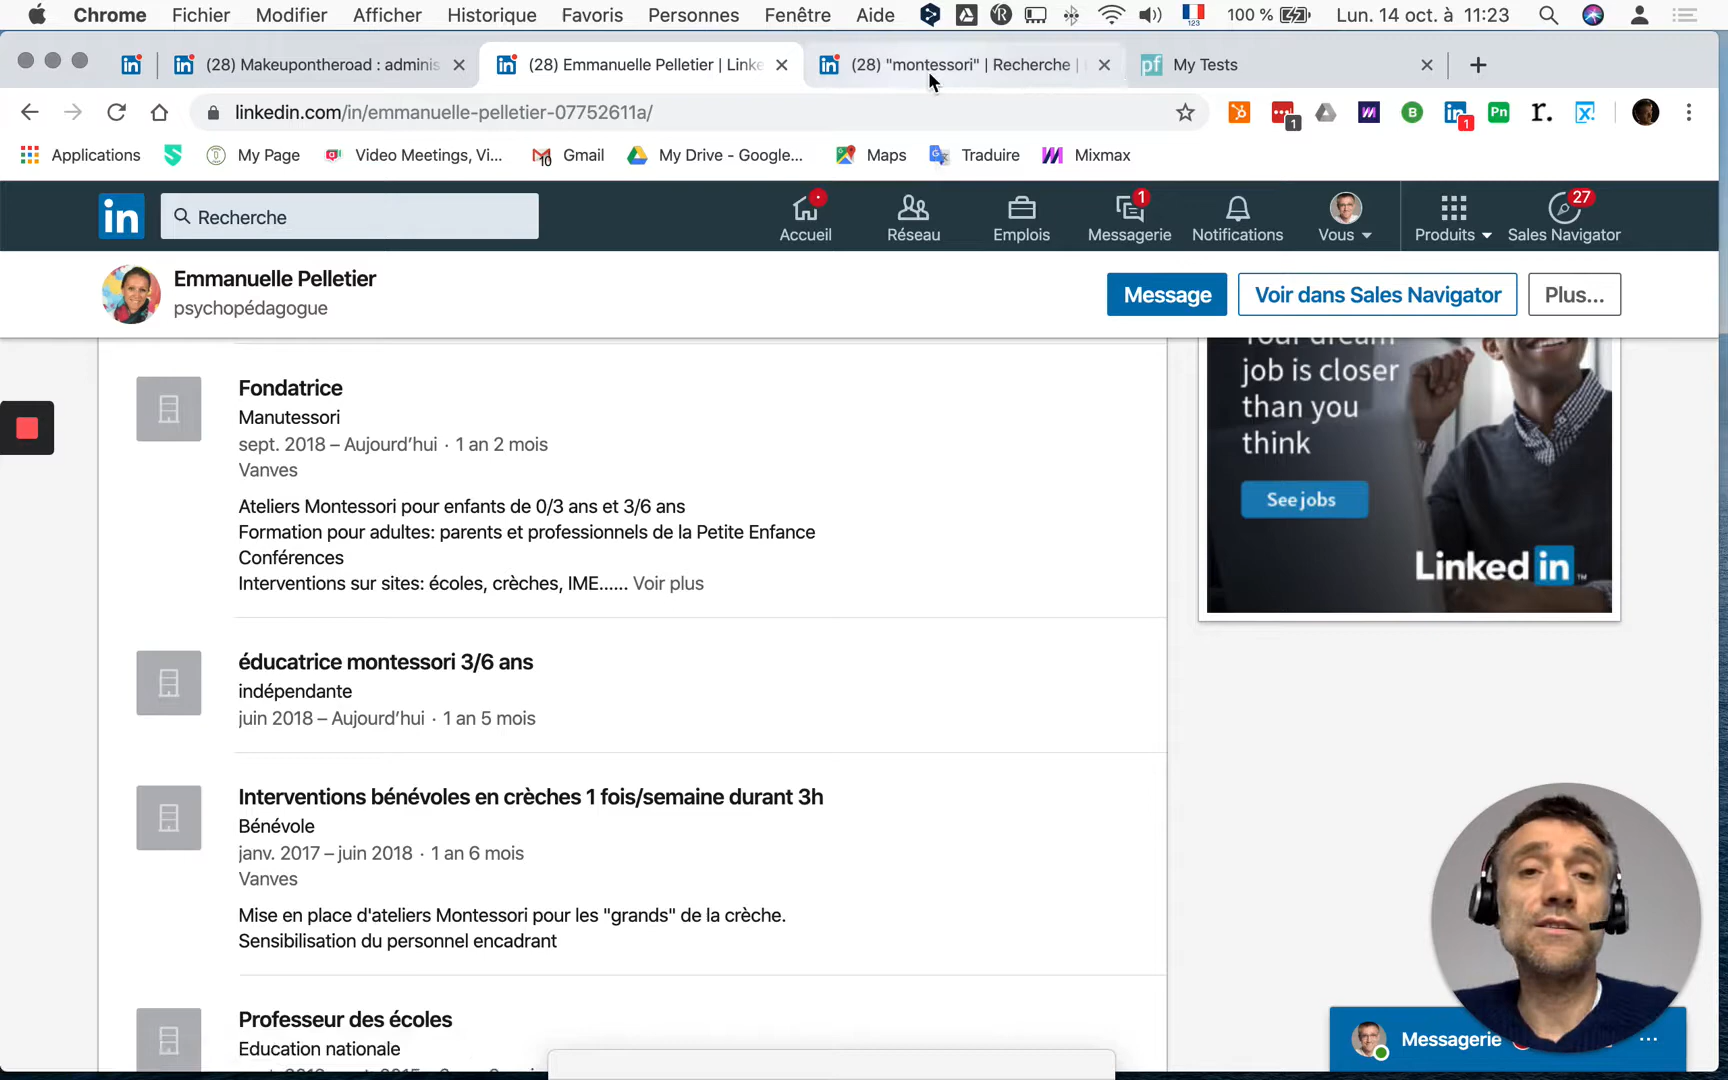 Chrome Fichier Modifier Afficher Historique Favoris Personnes Fenêtre Aide 123 100 % Lun. 14 oct. à 11:23
(28) Makeupontheroad : adminis (28) Emmanuelle Pelletier | Linke (28) "montessori" | Recherche | pf My Tests
linkedin.com/in/emmanuelle-pelletier-07752611a/
Applications My Page Video Meetings, Vi... Gmail My Drive - Google... Maps Traduire Mixmax
in Recherche Accueil Réseau Emplois 1 Messagerie Notifications Vous Produits 27 Sales Navigator
Emmanuelle Pelletier
psychopédagogue
Message Voir dans Sales Navigator Plus...
Fondatrice
Manutessori
sept. 2018 – Aujourd’hui · 1 an 2 mois
Vanves
Ateliers Montessori pour enfants de 0/3 ans et 3/6 ans
Formation pour adultes: parents et professionnels de la Petite Enfance
Conférences
Interventions sur sites: écoles, crèches, IME...... Voir plus
éducatrice montessori 3/6 ans
indépendante
juin 2018 – Aujourd’hui · 1 an 5 mois
Interventions bénévoles en crèches 1 fois/semaine durant 3h
Bénévole
janv. 2017 – juin 2018 · 1 an 6 mois
Vanves
Mise en place d'ateliers Montessori pour les "grands" de la crèche.
Sensibilisation du personnel encadrant
Professeur des écoles
Education nationale
Your dream
job is closer
than you
think
See jobs
Linked in
Messagerie